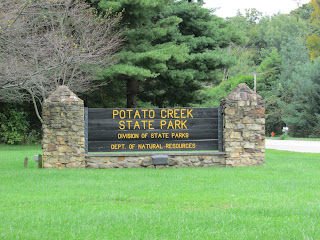 POTATO CREEK
STATE PARK
DIVISION OF STATE PARKS
DEPT. OF NATURAL RESOURCES